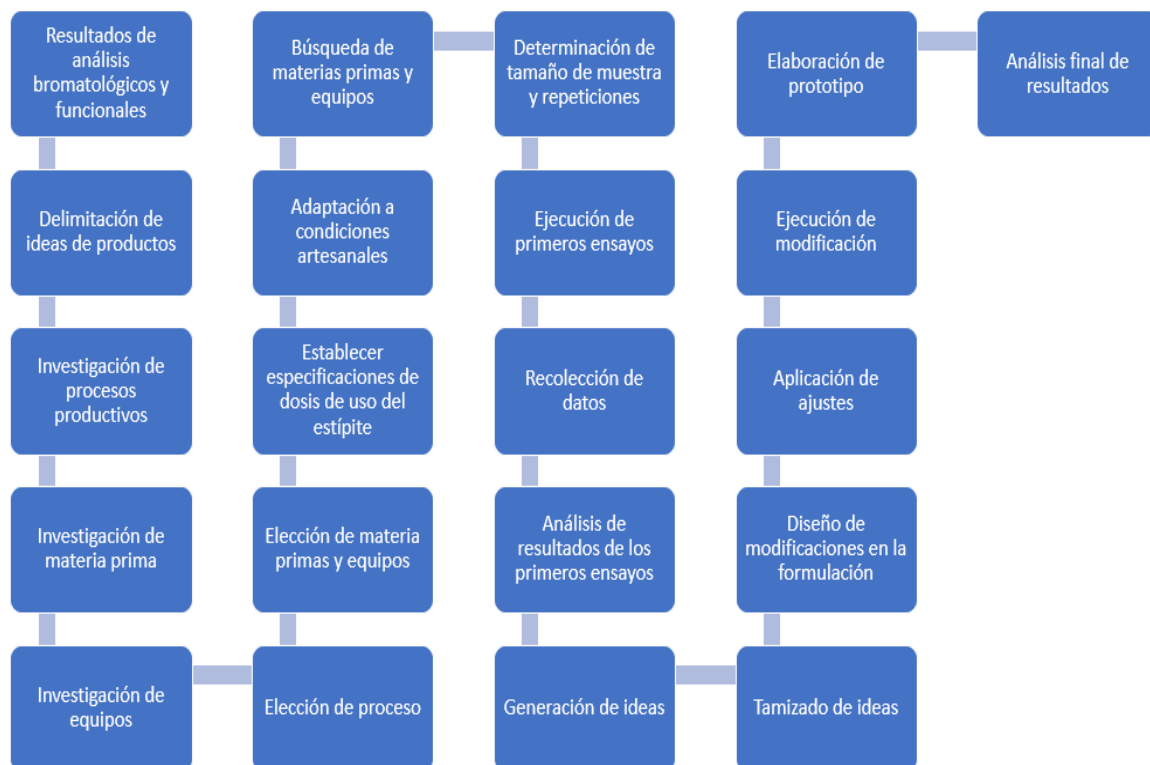 Resultados de
análisis
bromatológicos y
funcionales
Delimitación de
ideas de productos
Investigación de
procesos
productivos
Investigación de
materia prima
Investigación de
equipos
Elección de proceso
Elección de materia
primas y equipos
Establecer
especificaciones de
dosis de uso del
estípite
Adaptación a
condiciones
artesanales
Búsqueda de
materias primas y
equipos
Determinación de
tamaño de muestra
y repeticiones
Ejecución de
primeros ensayos
Recolección de
datos
Análisis de
resultados de los
primeros ensayos
Generación de ideas
Tamizado de ideas
Diseño de
modificaciones en la
formulación
Aplicación de
ajustes
Ejecución de
modificación
Elaboración de
prototipo
Análisis final de
resultados